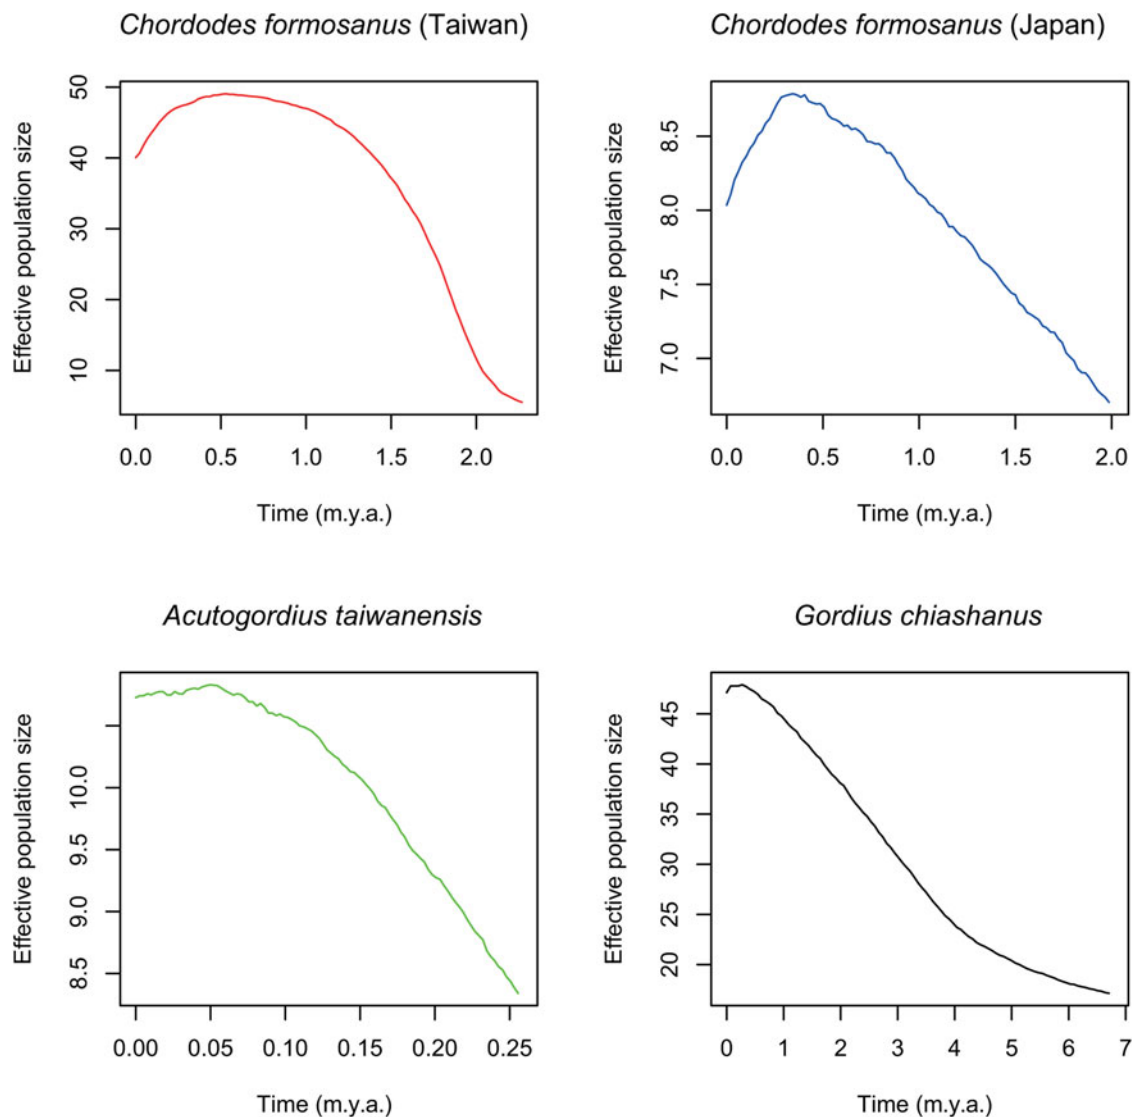 Chordodes formosanus (Taiwan)
Effective population size
50
40
30
20
10
0.0 0.5 1.0 1.5 2.0
Time (m.y.a.)
Chordodes formosanus (Japan)
Effective population size
8.5
8.0
7.5
7.0
0.0 0.5 1.0 1.5 2.0
Time (m.y.a.)
Acutogordius taiwanensis
Effective population size
10.0
9.5
9.0
8.5
0.00 0.05 0.10 0.15 0.20 0.25
Time (m.y.a.)
Gordius chiashanus
Effective population size
45
40
35
30
25
20
0 1 2 3 4 5 6 7
Time (m.y.a.)